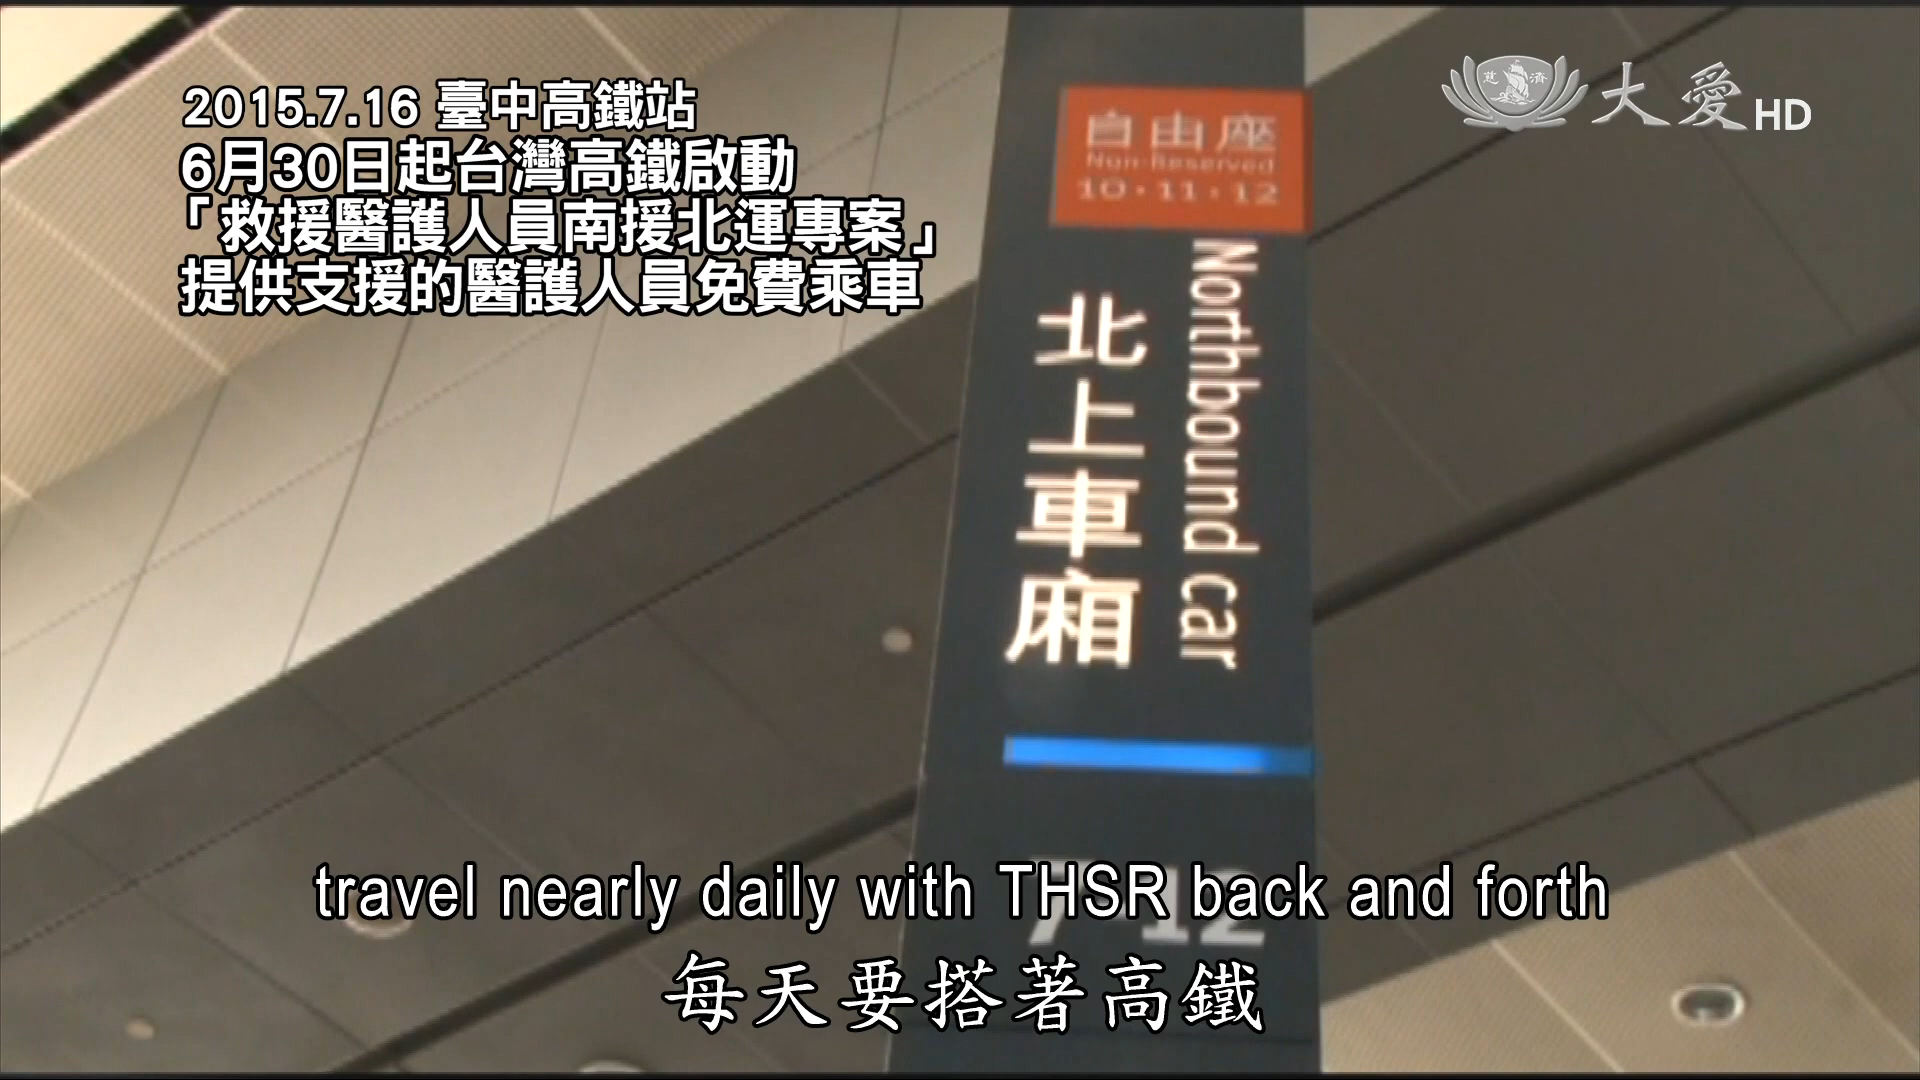 2015.7.16 臺中高鐵站
6月30日起台灣高鐵啟動
「救援醫護人員南援北運專案」
提供支援的醫護人員免費乘車
慈濟
大愛HD
自由座
Non-Reserved
10·11·12
北上車廂
Northbound car
7-12
travel nearly daily with THSR back and forth
每天要搭著高鐵